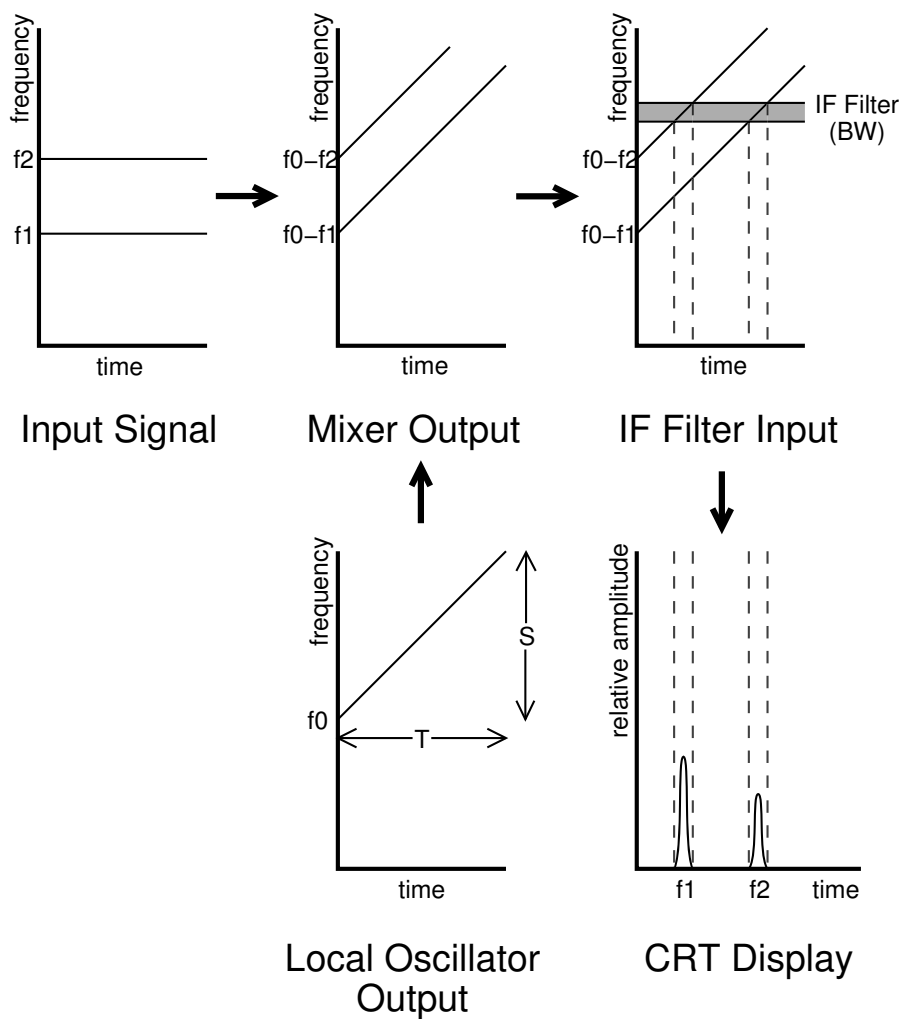 frequency
f2
f1
time
Input Signal
frequency
f0−f2
f0−f1
time
Mixer Output
frequency
f0−f2
f0−f1
IF Filter
(BW)
time
IF Filter Input
frequency
S
f0
T
time
Local Oscillator
Output
relative amplitude
f1
f2
time
CRT Display